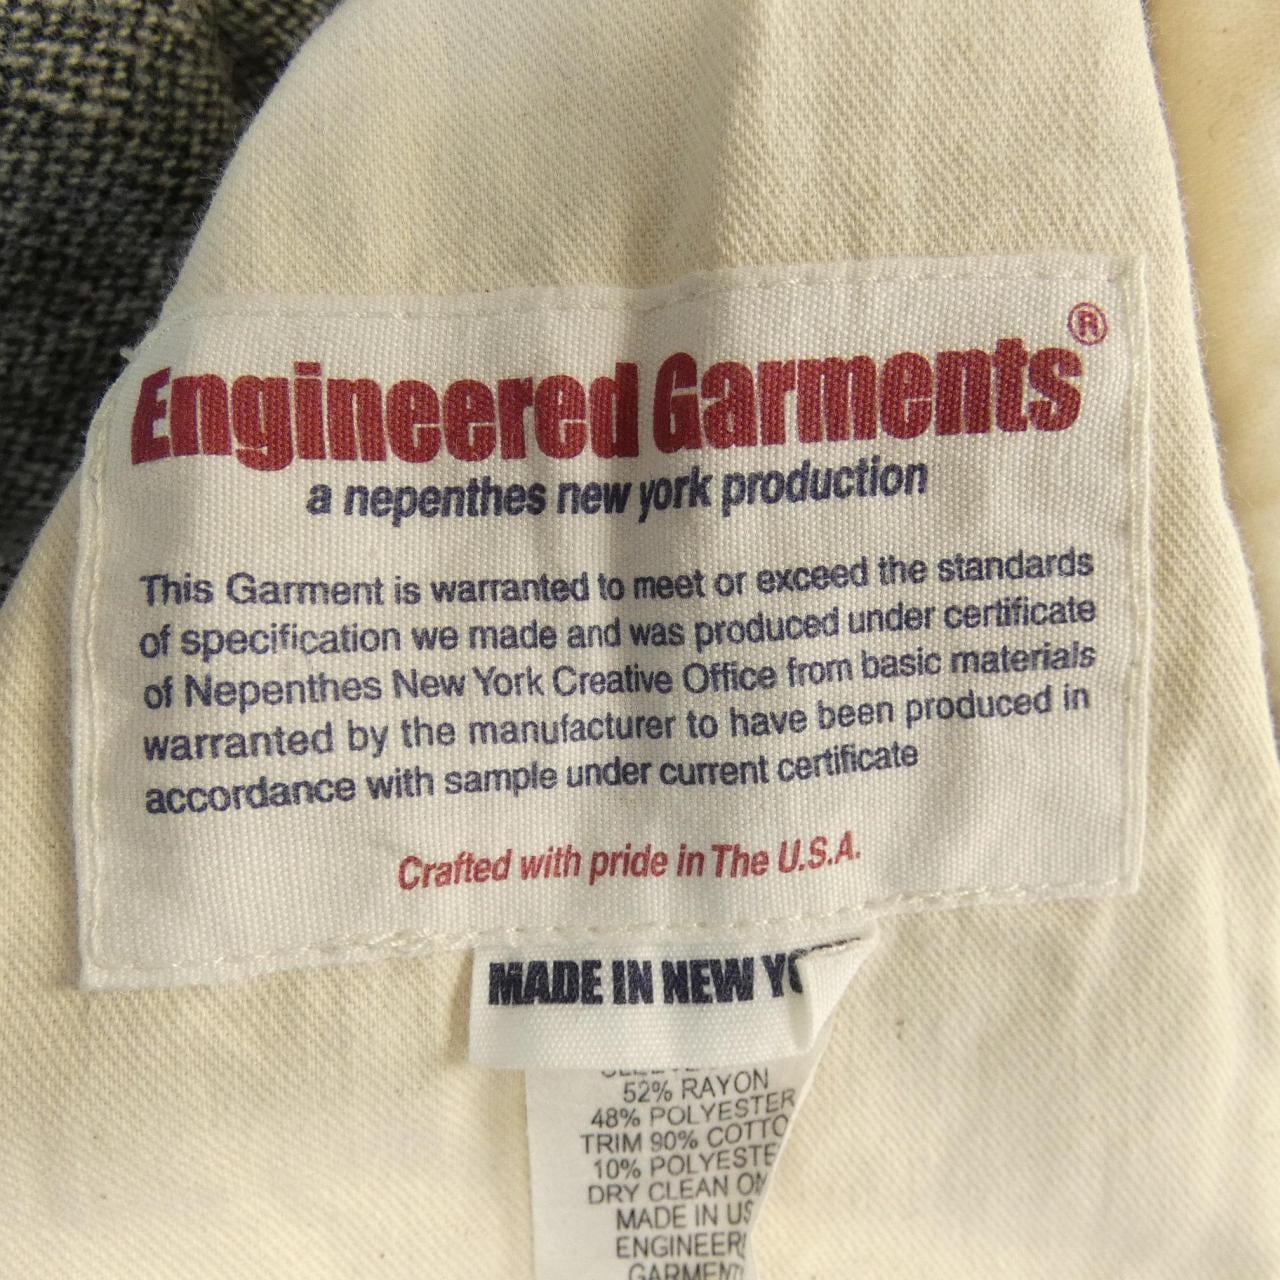 Engineered Garments®
a nepenthes new york production
This Garment is warranted to meet or exceed the standards
of specification we made and was produced under certificate
of Nepenthes New York Creative Office from basic materials
warranted by the manufacturer to have been produced in
accordance with sample under current certificate
Crafted with pride in The U.S.A.
MADE IN NEW
52% RAYON
48% POLYESTER
TRIM 90%
10%
DRY CLEAN
MADE IN